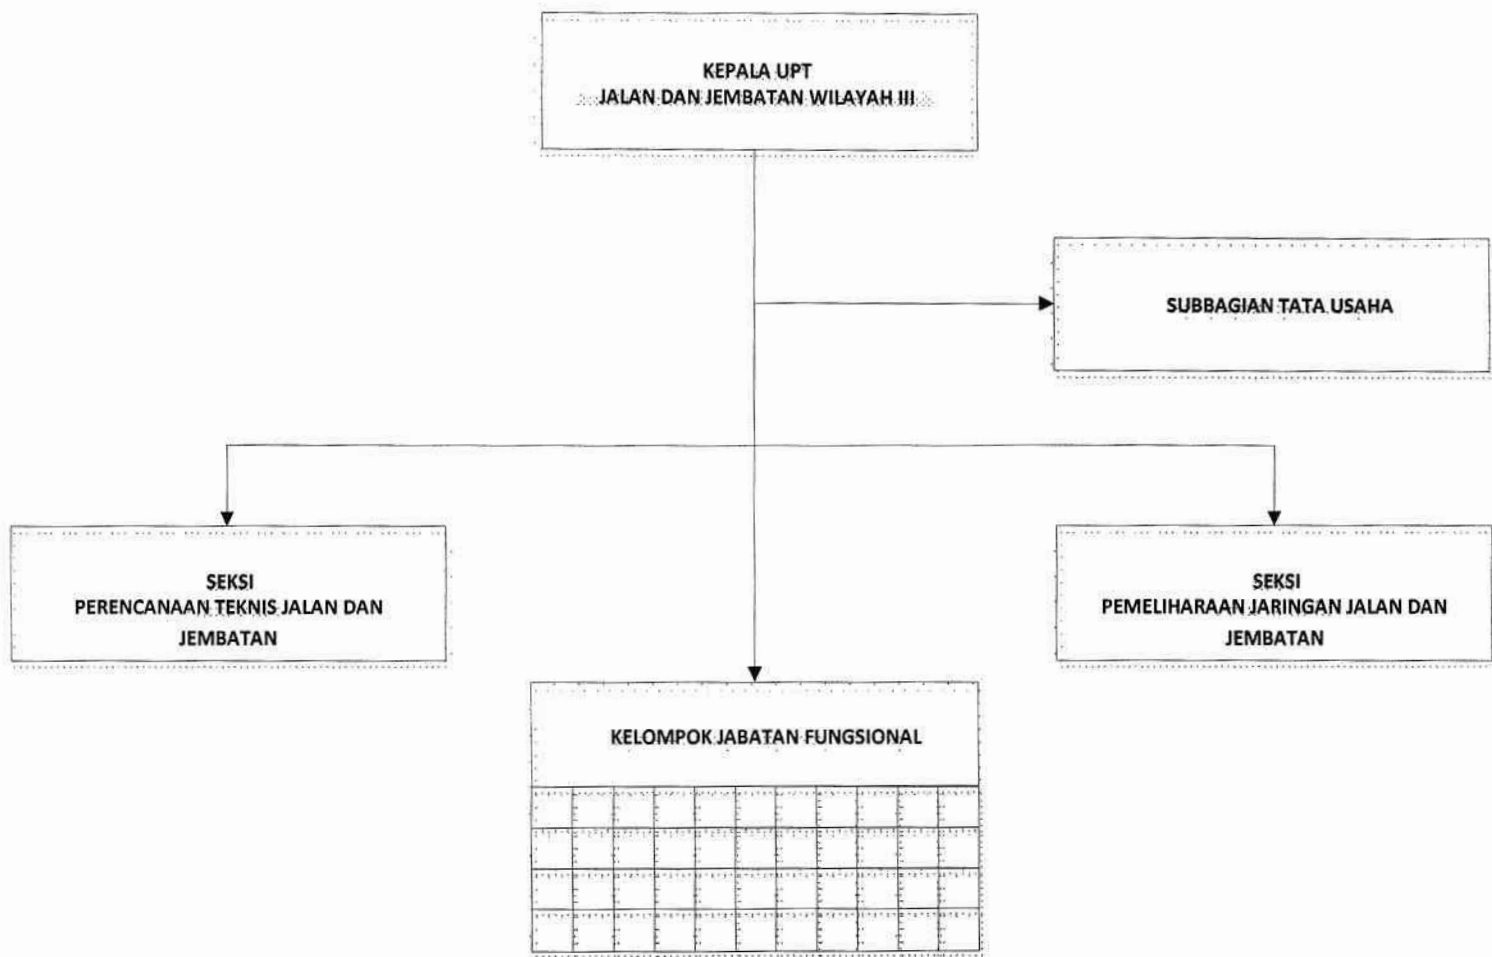 KEPALA UPT
JALAN DAN JEMBATAN WILAYAH III
SUBBAGIAN TATA USAHA
SEKSI
PERENCANAAN TEKNIS JALAN DAN
JEMBATAN
SEKSI
PEMELIHARAAN JARINGAN JALAN DAN
JEMBATAN
KELOMPOK JABATAN FUNGSIONAL